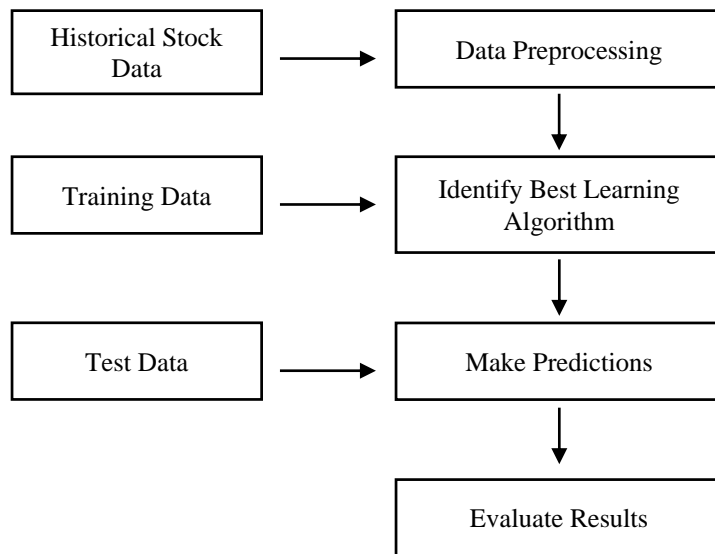 Historical Stock
Data
Data Preprocessing
Training Data
Identify Best Learning
Algorithm
Test Data
Make Predictions
Evaluate Results